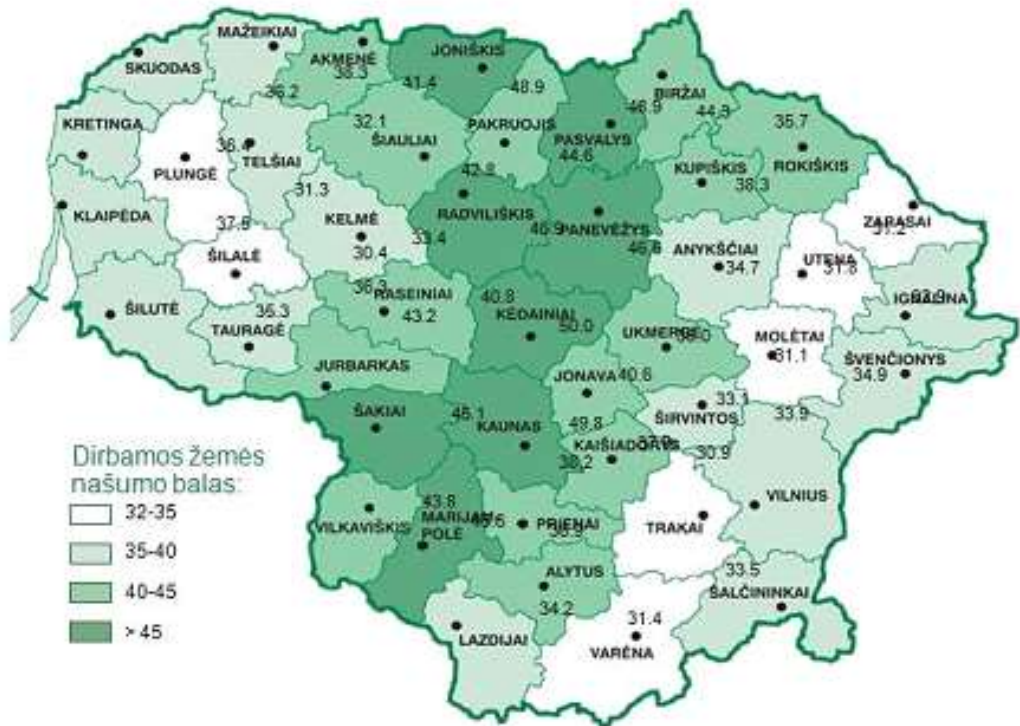 MAŽEIKIAI
SKUODAS
AKMENĖ
38.3
JONIŠKIS
41.4
48.9
36.2
BIRŽAI
46.9
44.3
35.7
KRETINGA
32.1
ŠIAULIAI
PAKRUOJIS
PASVALYS
44.6
ROKIŠKIS
36.4
TELŠIAI
PLUNGĖ
42.8
KUPIŠKIS
38.3
31.3
KLAIPĖDA
37.5
KELMĖ
RADVILIŠKIS
33.4
46.9
PANEVĖŽYS
46.6
ZARASAI
37.2
30.4
ŠILALĖ
ANYKŠČIAI
34.7
UTENA
31.8
36.3
RASEINIAI
43.2
40.8
KĖDAINIAI
50.0
IGNALINA
ŠILUTĖ
35.3
TAURAGĖ
UKMERGĖ
MOLĖTAI
31.1
ŠVENČIONYS
34.9
JURBARKAS
JONAVA
40.6
ŠAKIAI
KAUNAS
49.8
ŠIRVINTOS
33.1
33.9
KAIŠIADORYS
30.9
Dirbamos žemės
našumo balas:
32-35
35-40
40-45
> 45
43.8
VILKAVIŠKIS
MARIJAM
POLĖ
PRIENAI
TRAKAI
VILNIUS
ALYTUS
34.2
33.5
ŠALČININKAI
LAZDIJAI
31.4
VARĖNA